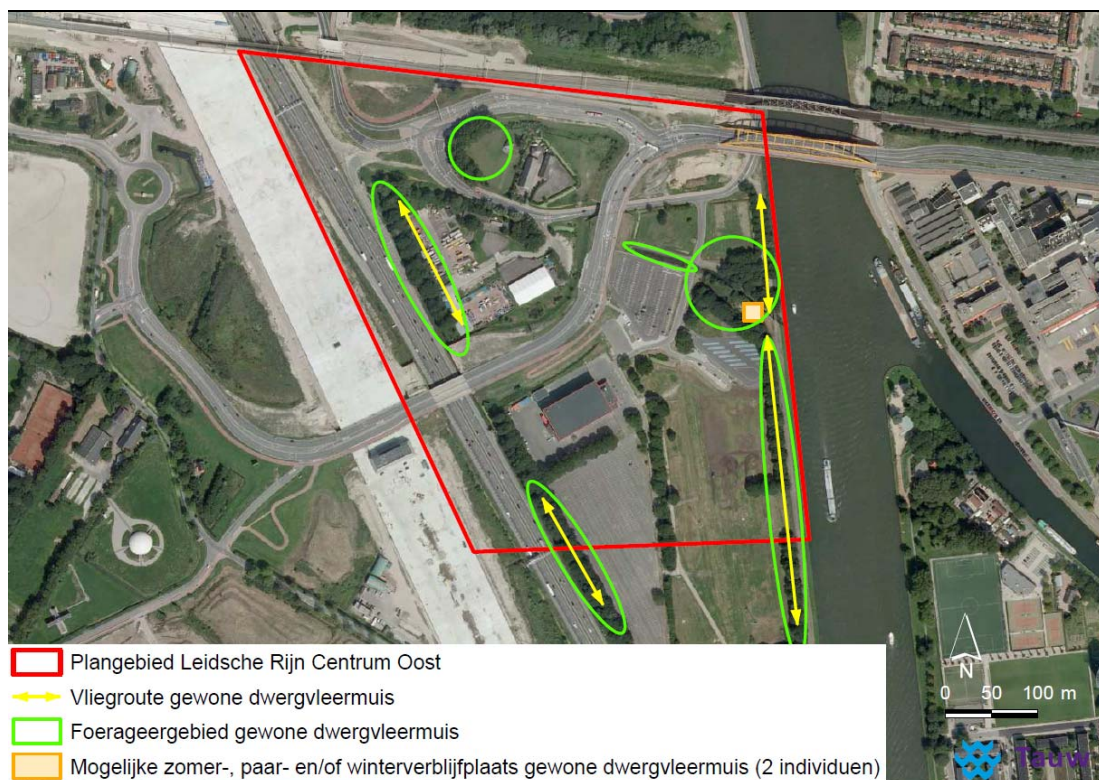 Plangebied Leidsche Rijn Centrum Oost
Vliegroute gewone dwergvleermuis
Foerageergebied gewone dwergvleermuis
Mogelijke zomer-, paar- en/of winterverblijfplaats gewone dwergvleermuis (2 individuen)
N
0 50 100 m
Tauw